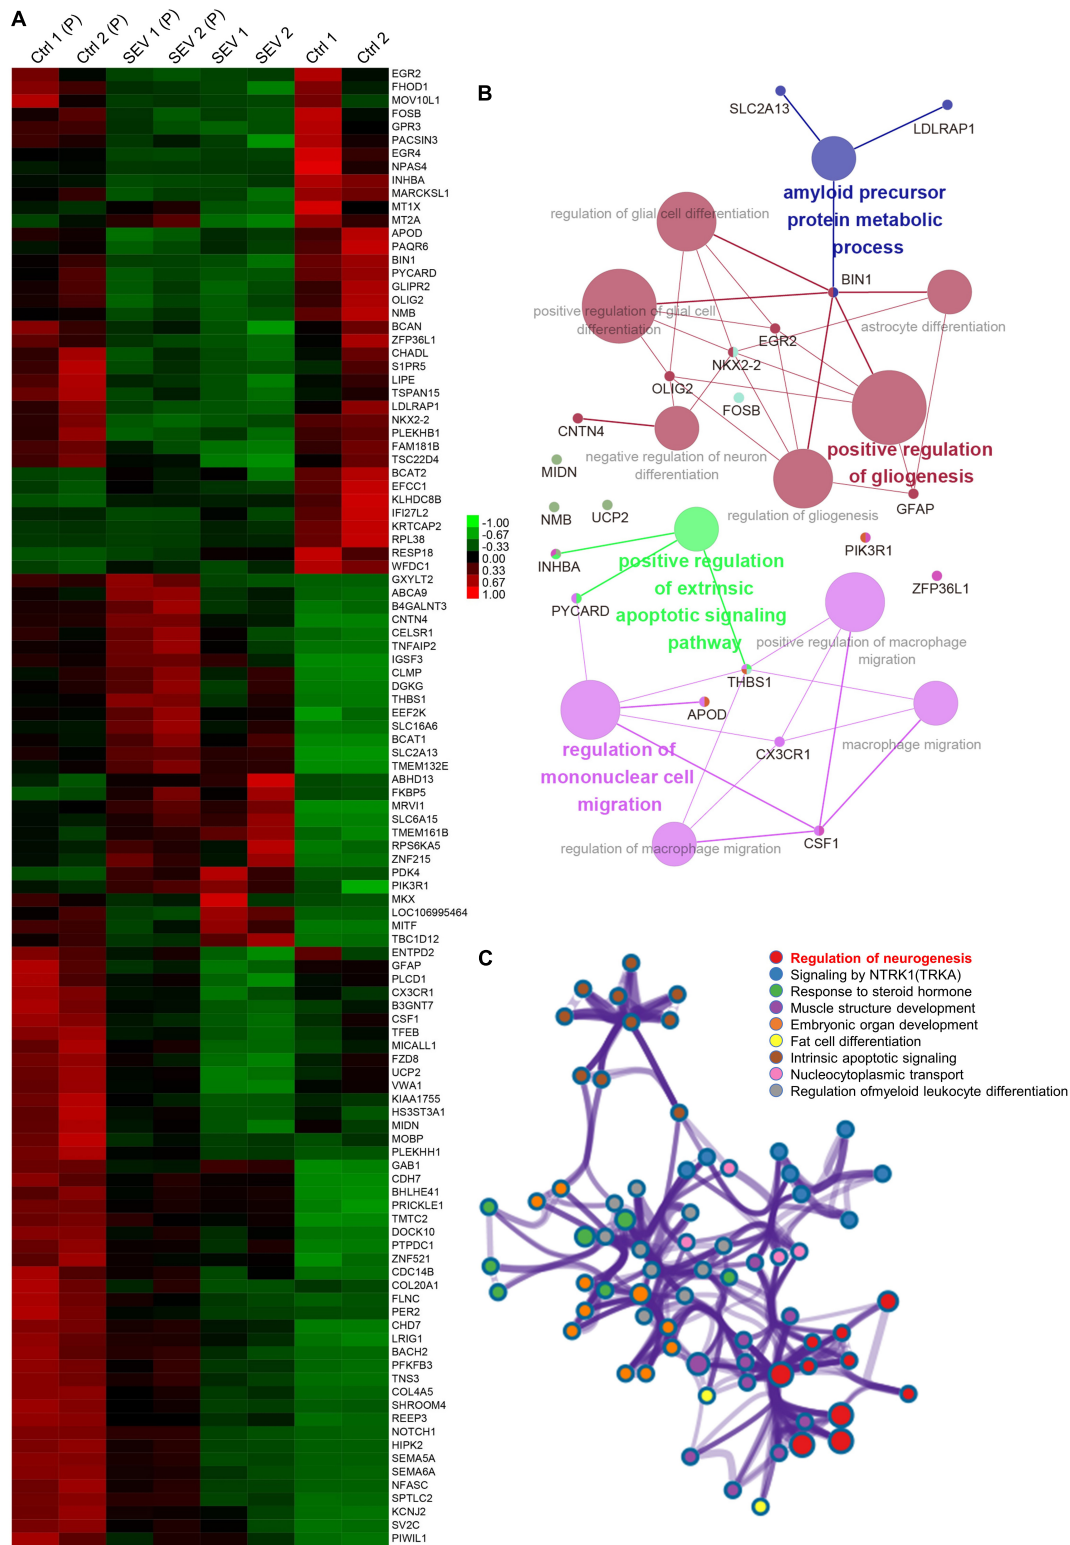 A
Ctrl 1 (P)
Ctrl 2 (P)
SEV 1 (P)
SEV 2 (P)
SEV 1
SEV 2
Ctrl 1
Ctrl 2
EGR2
FHOD1
MOV10L1
FOSB
GPR3
PACSIN3
EGR4
NPAS4
INHBA
MARCKSL1
MT1X
MT2A
APOD
PAQR6
BIN1
PYCARD
GLIPR2
OLIG2
NMB
BCAN
ZFP36L1
CHADL
S1PR5
LIPE
TSPAN15
LDLRAP1
NKX2-2
PLEKHB1
FAM181B
TSC22D4
BCAT2
EFCC1
KLHDC8B
IFI27L2
KRTCAP2
RPL38
RESP18
WFDC1
GXYLT2
ABCA9
B4GALNT3
CNTN4
CELSR1
TNFAIP2
IGSF3
CLMP
DGKG
THBS1
EEF2K
SLC16A6
BCAT1
SLC2A13
TMEM132E
ABHD13
FKBP5
MRVI1
SLC6A15
TMEM161B
RPS6KA5
ZNF215
PDK4
PIK3R1
MKX
LOC106995464
MITF
TBC1D12
ENTPD2
GFAP
PLCD1
CX3CR1
B3GNT7
CSF1
TFEB
MICALL1
FZD8
UCP2
VWA1
KIAA1755
HS3ST3A1
MIDN
MOBP
PLEKHH1
GAB1
CDH7
BHLHE41
PRICKLE1
TMTC2
DOCK10
PTPDC1
ZNF521
CDC14B
COL20A1
FLNC
PER2
CHD7
LRIG1
BACH2
PFKFB3
TNS3
COL4A5
SHROOM4
REEP3
NOTCH1
HIPK2
SEMA5A
SEMA6A
NFASC
SPTLC2
KCNJ2
SV2C
PIWIL1
-1.00
-0.67
-0.33
0.00
0.33
0.67
1.00
B
SLC2A13
LDLRAP1
amyloid precursor
protein metabolic
process
regulation of glial cell differentiation
BIN1
positive regulation of glial cell
differentiation
astrocyte differentiation
EGR2
NKX2-2
OLIG2
FOSB
CNTN4
positive regulation
of gliogenesis
negative regulation of neuron
differentiation
MIDN
GFAP
regulation of gliogenesis
NMB
UCP2
PIK3R1
INHBA
positive regulation
of extrinsic
apoptotic signaling
pathway
ZFP36L1
PYCARD
positive regulation of macrophage
migration
THBS1
APOD
regulation of
mononuclear cell
migration
CX3CR1
macrophage migration
regulation of macrophage migration
CSF1
C
Regulation of neurogenesis
Signaling by NTRK1(TRKA)
Response to steroid hormone
Muscle structure development
Embryonic organ development
Fat cell differentiation
Intrinsic apoptotic signaling
Nucleocytoplasmic transport
Regulation ofmyeloid leukocyte differentiation